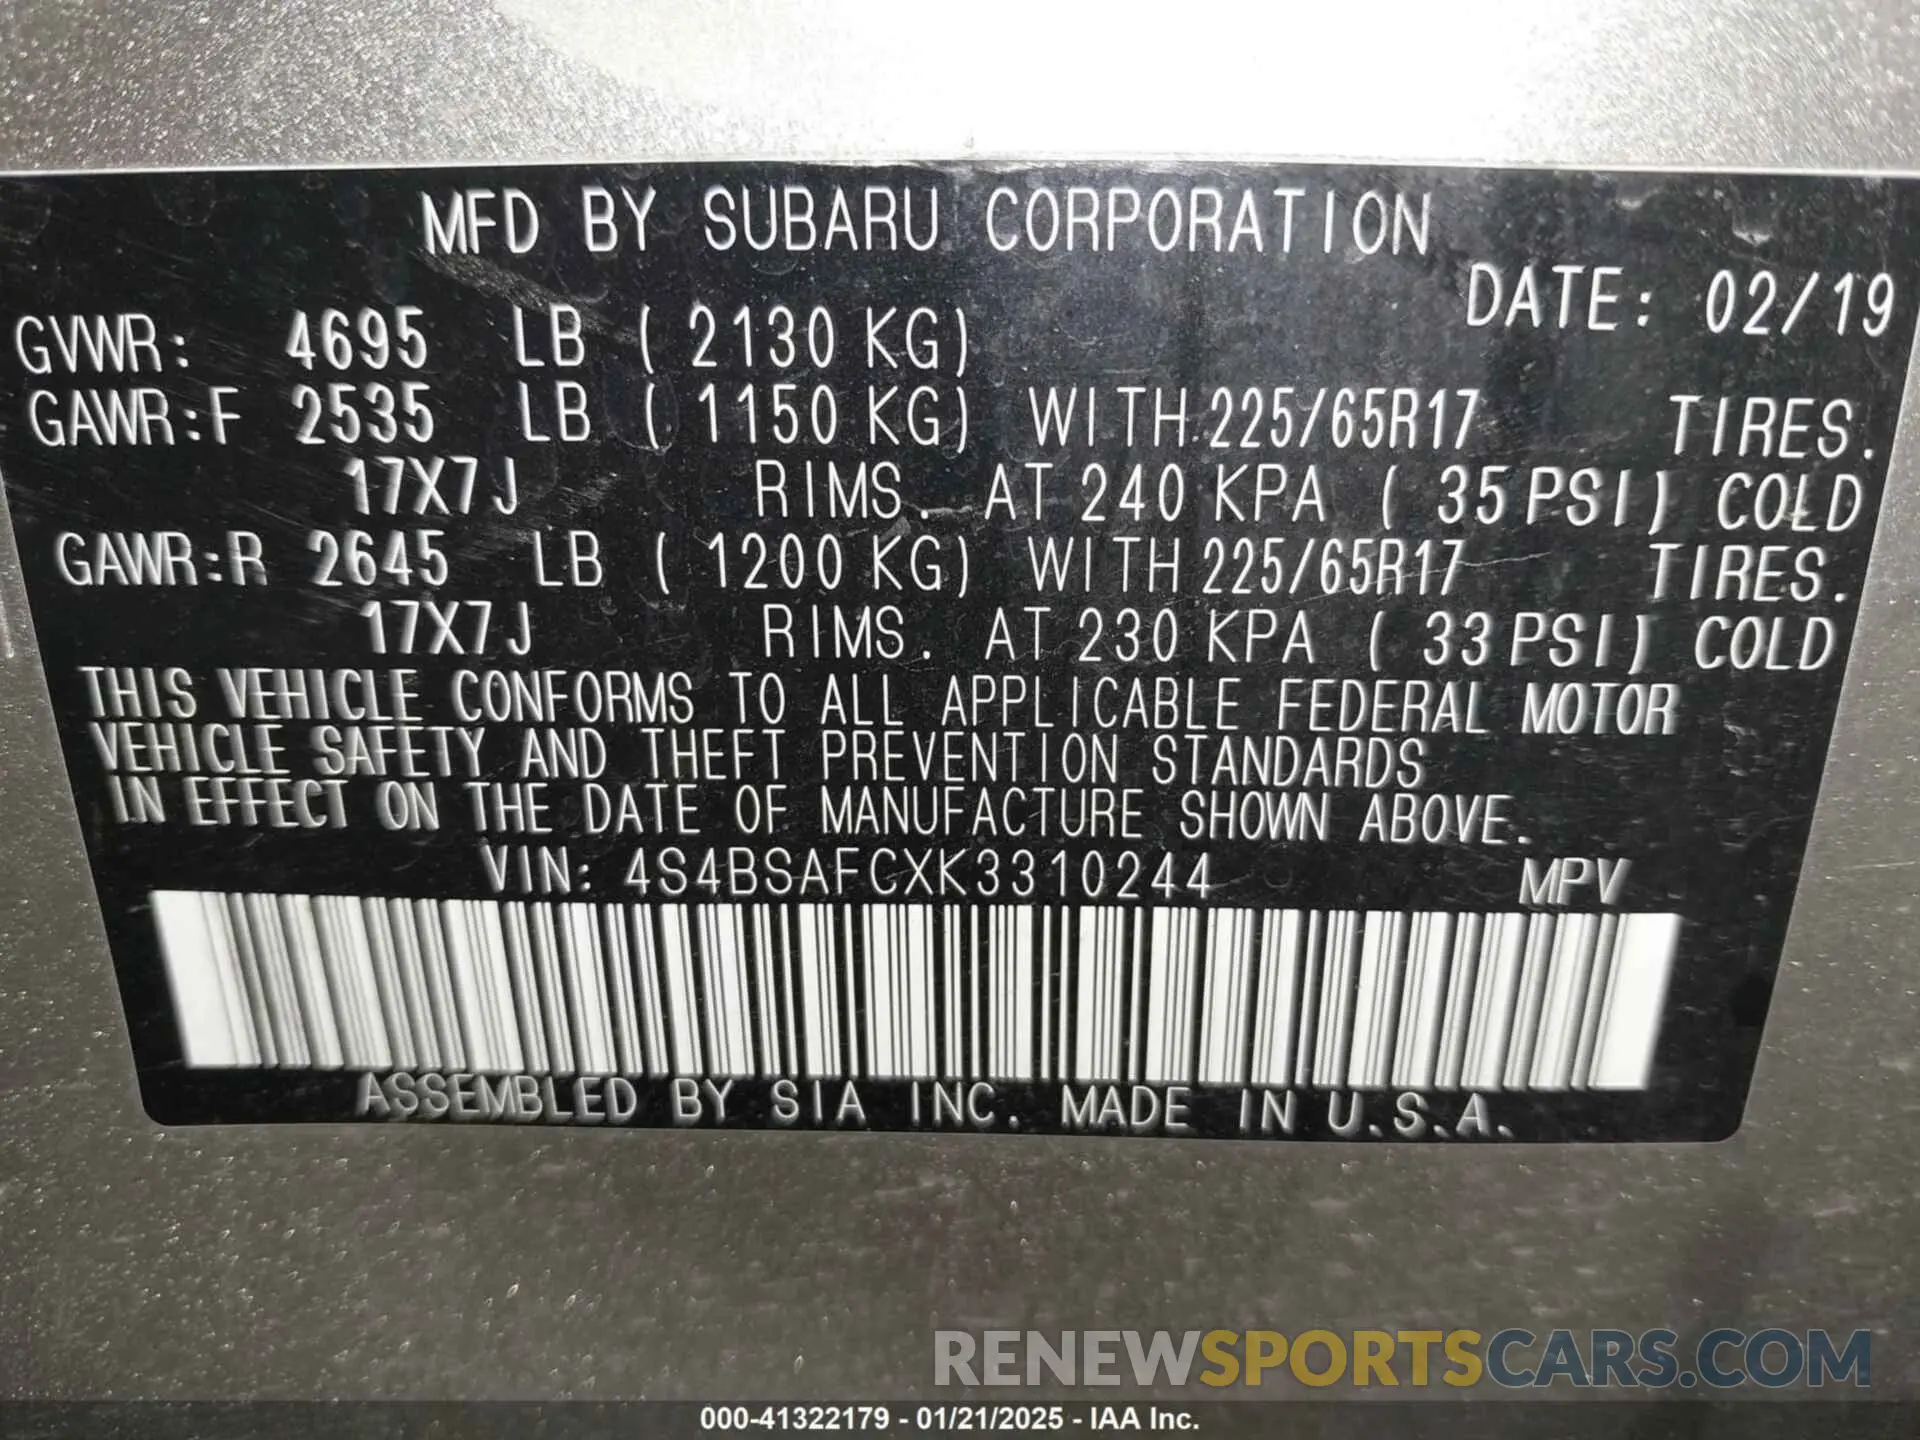 MFD BY SUBARU CORPORATION
DATE: 02/19
GVWR: 4695 LB ( 2130 KG)
GAWR:F 2535 LB ( 1150 KG) WITH 225/65R17 TIRES.
17X7J RIMS. AT 240 KPA ( 35 PSI) COLD
GAWR:R 2645 LB ( 1200 KG) WITH 225/65R17 TIRES.
17X7J RIMS. AT 230 KPA ( 33 PSI) COLD
THIS VEHICLE CONFORMS TO ALL APPLICABLE FEDERAL MOTOR
VEHICLE SAFETY AND THEFT PREVENTION STANDARDS
IN EFFECT ON THE DATE OF MANUFACTURE SHOWN ABOVE.
VIN: 4S4BSAFCXK3310244 MPV
ASSEMBLED BY SIA INC. MADE IN U.S.A.
RENEWSPORTSCARS.COM
000-41322179 - 01/21/2025 - IAA Inc.